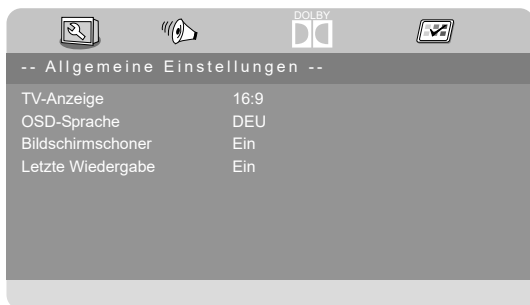 DOLBY
-- Allgemeine Einstellungen --
TV-Anzeige 16:9
OSD-Sprache DEU
Bildschirmschoner Ein
Letzte Wiedergabe Ein